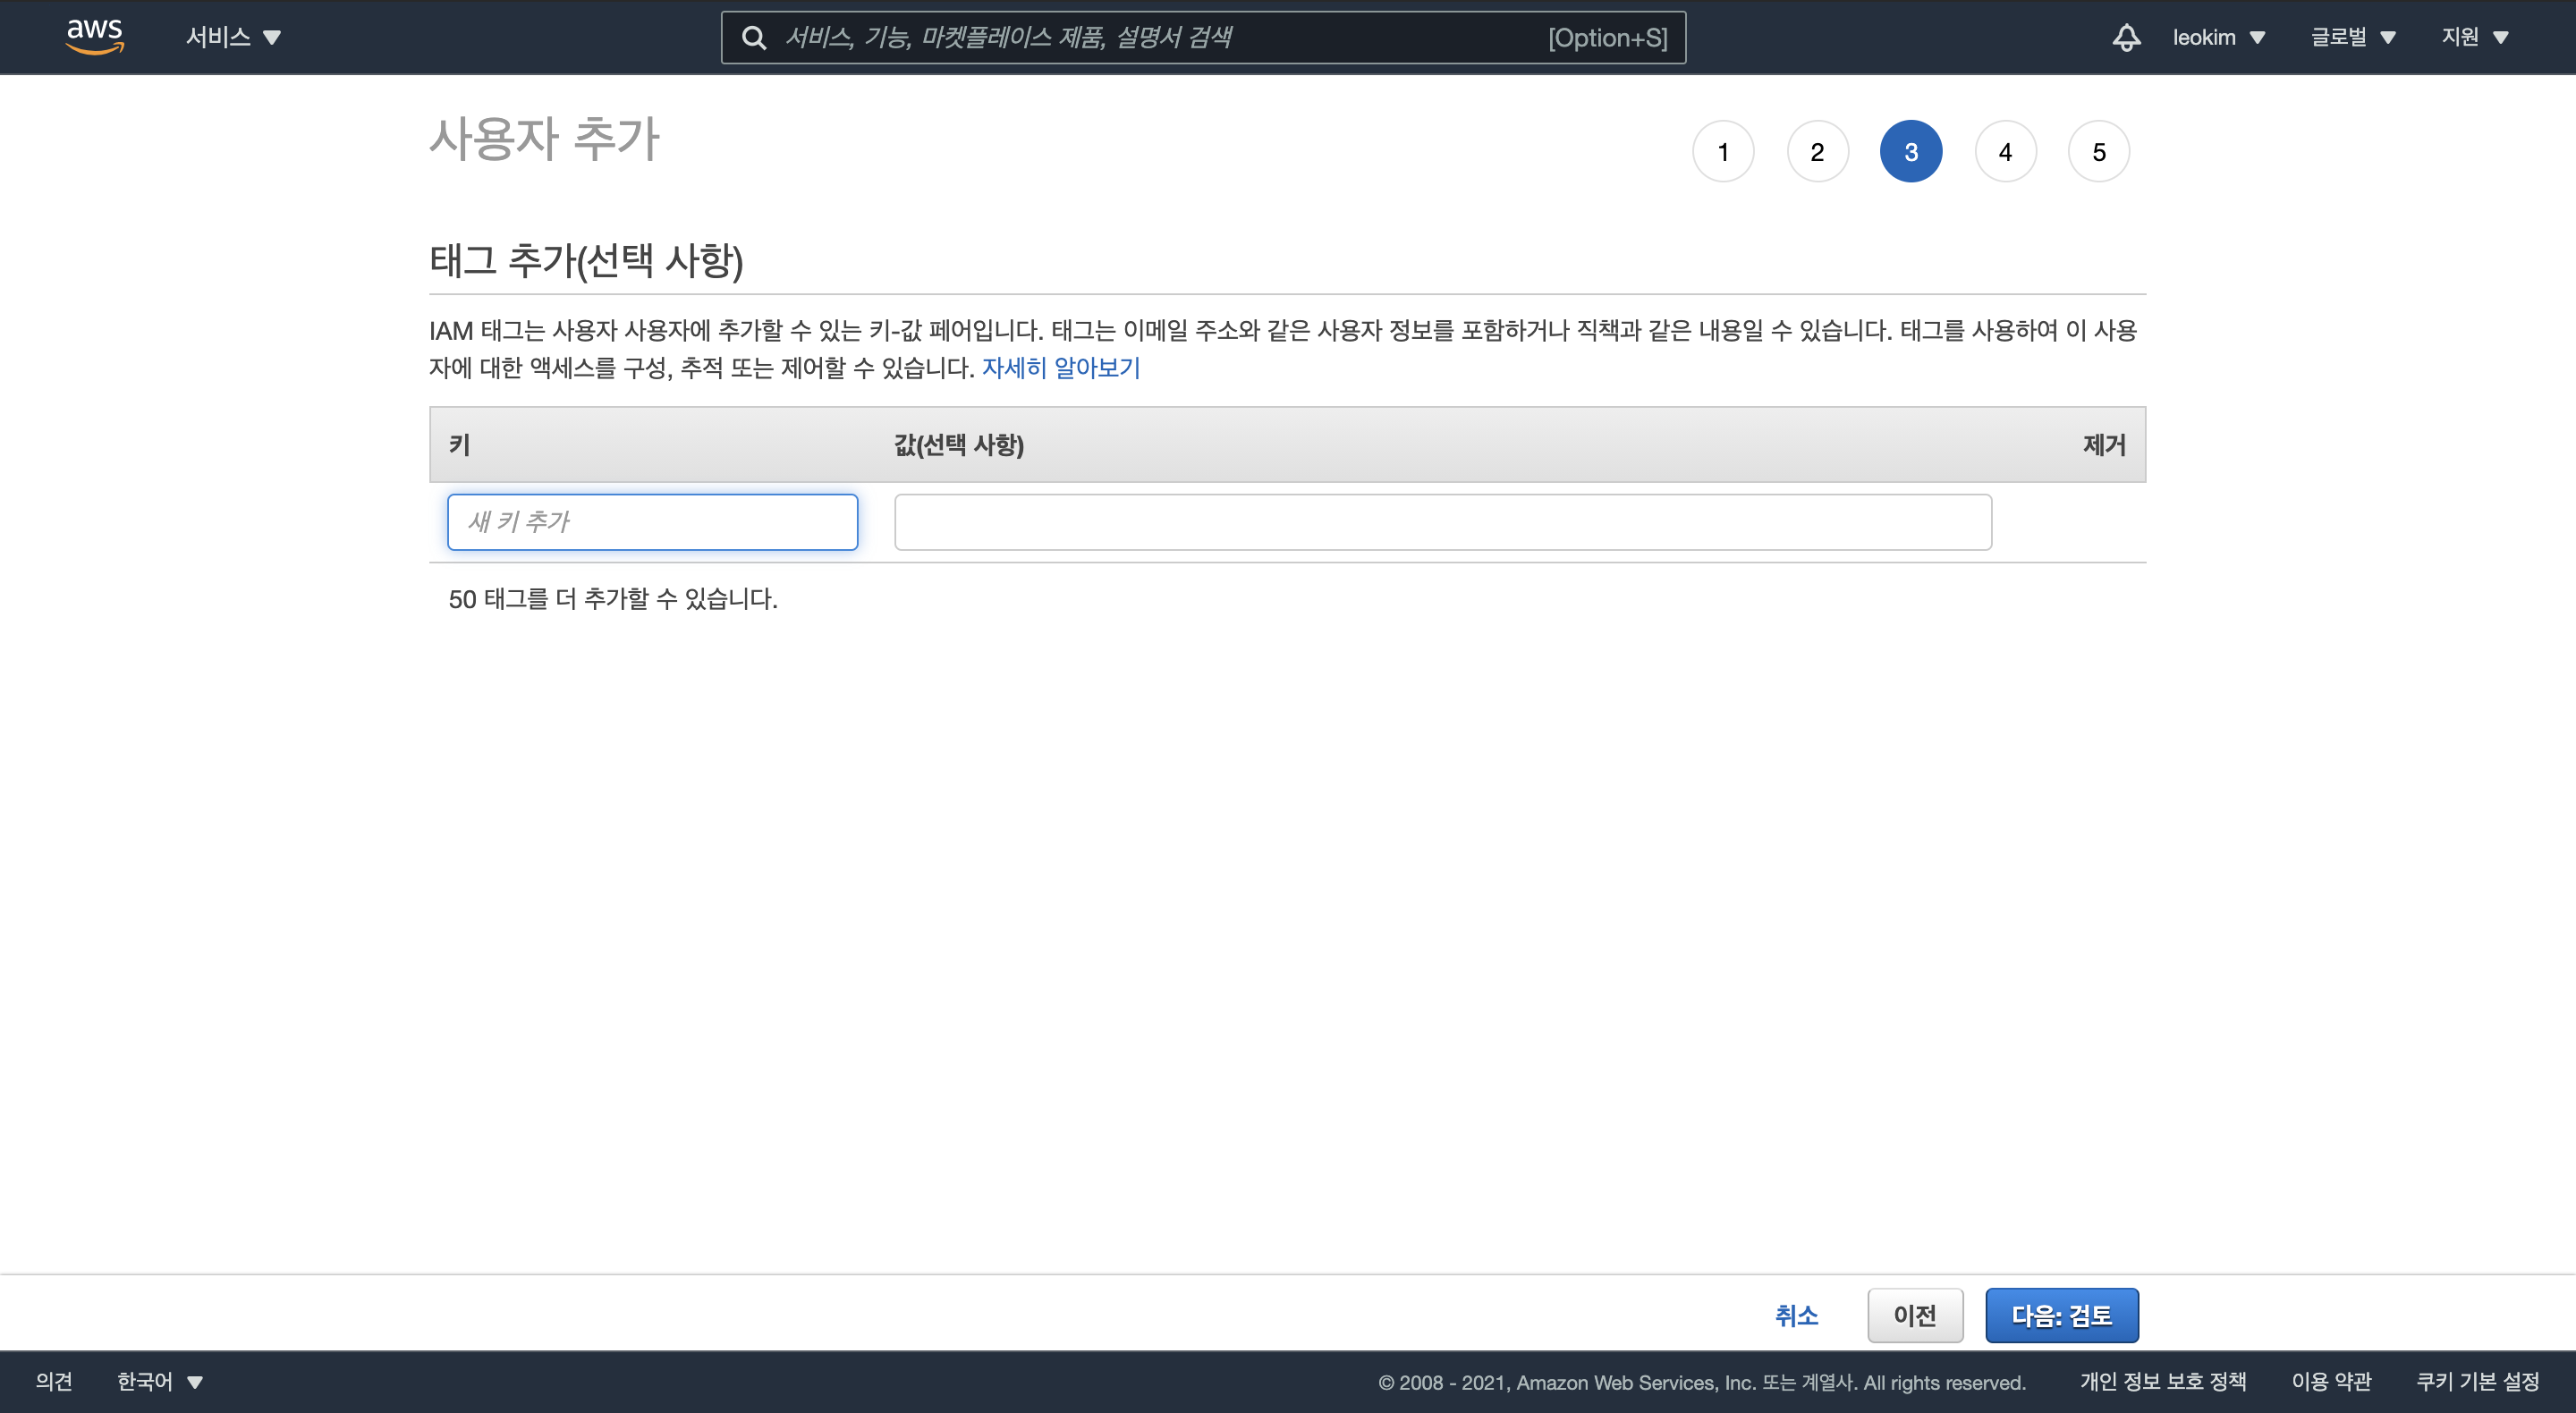 aws 서비스 서비스, 기능, 마켓플레이스 제품, 설명서 검색 [Option+S] leokim 글로벌 지원
사용자 추가 1 2 3 4 5
태그 추가(선택 사항)
IAM 태그는 사용자 사용자에 추가할 수 있는 키-값 페어입니다. 태그는 이메일 주소와 같은 사용자 정보를 포함하거나 직책과 같은 내용일 수 있습니다. 태그를 사용하여 이 사용
자에 대한 액세스를 구성, 추적 또는 제어할 수 있습니다. 자세히 알아보기
키 값(선택 사항) 제거
새 키 추가
50 태그를 더 추가할 수 있습니다.
취소 이전 다음: 검토
의견 한국어 © 2008 - 2021, Amazon Web Services, Inc. 또는 계열사. All rights reserved. 개인 정보 보호 정책 이용 약관 쿠키 기본 설정